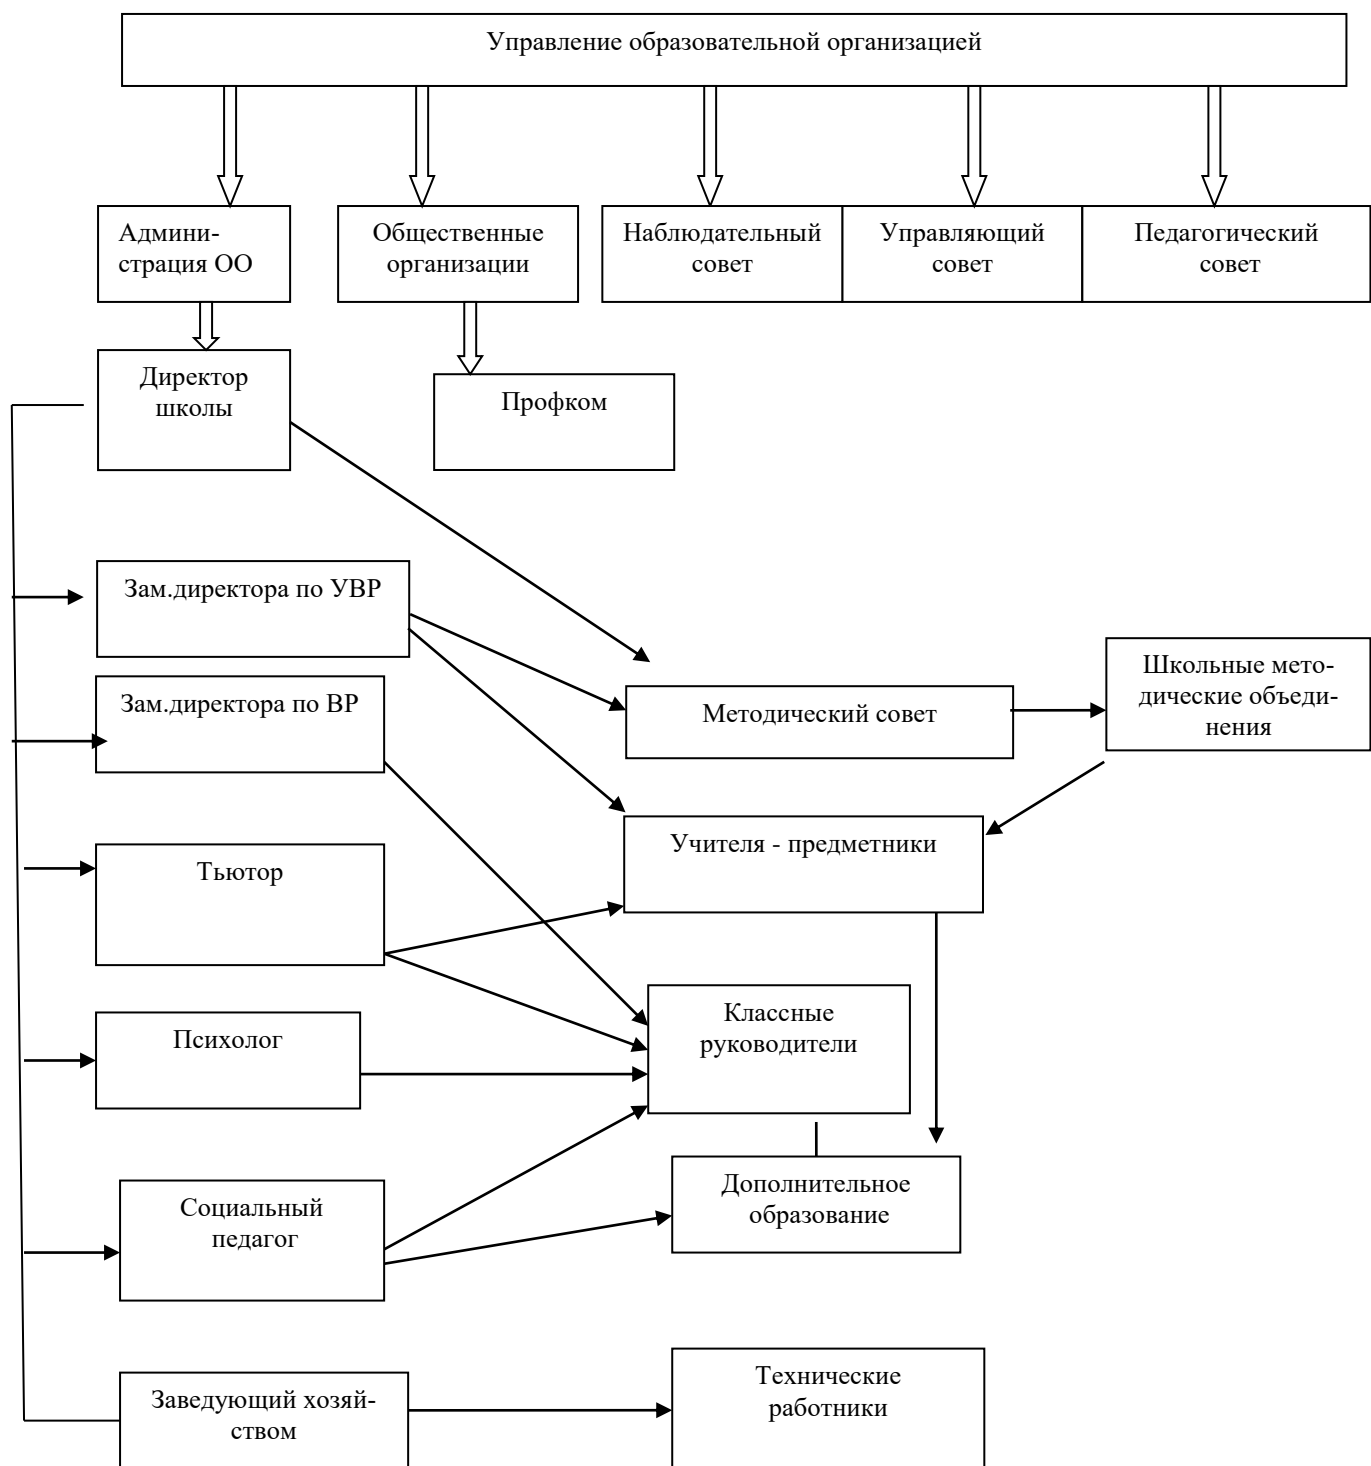 Управление образовательной организацией
Админи-
страция ОО
Общественные
организации
Наблюдательный
совет
Управляющий
совет
Педагогический
совет
Директор
школы
Профком
Зам.директора по УВР
Зам.директора по ВР
Методический совет
Школьные мето-
дические объеди-
нения
Учителя - предметники
Тьютор
Классные
руководители
Психолог
Дополнительное
образование
Социальный
педагог
Заведующий хозяй-
ством
Технические
работники